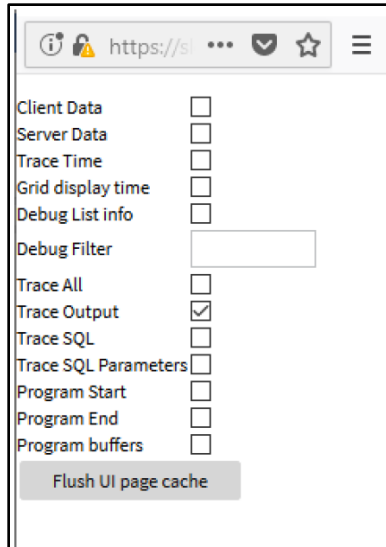 https://s
Client Data
Server Data
Trace Time
Grid display time
Debug List info
Debug Filter
Trace All
Trace Output
Trace SQL
Trace SQL Parameters
Program Start
Program End
Program buffers
Flush UI page cache